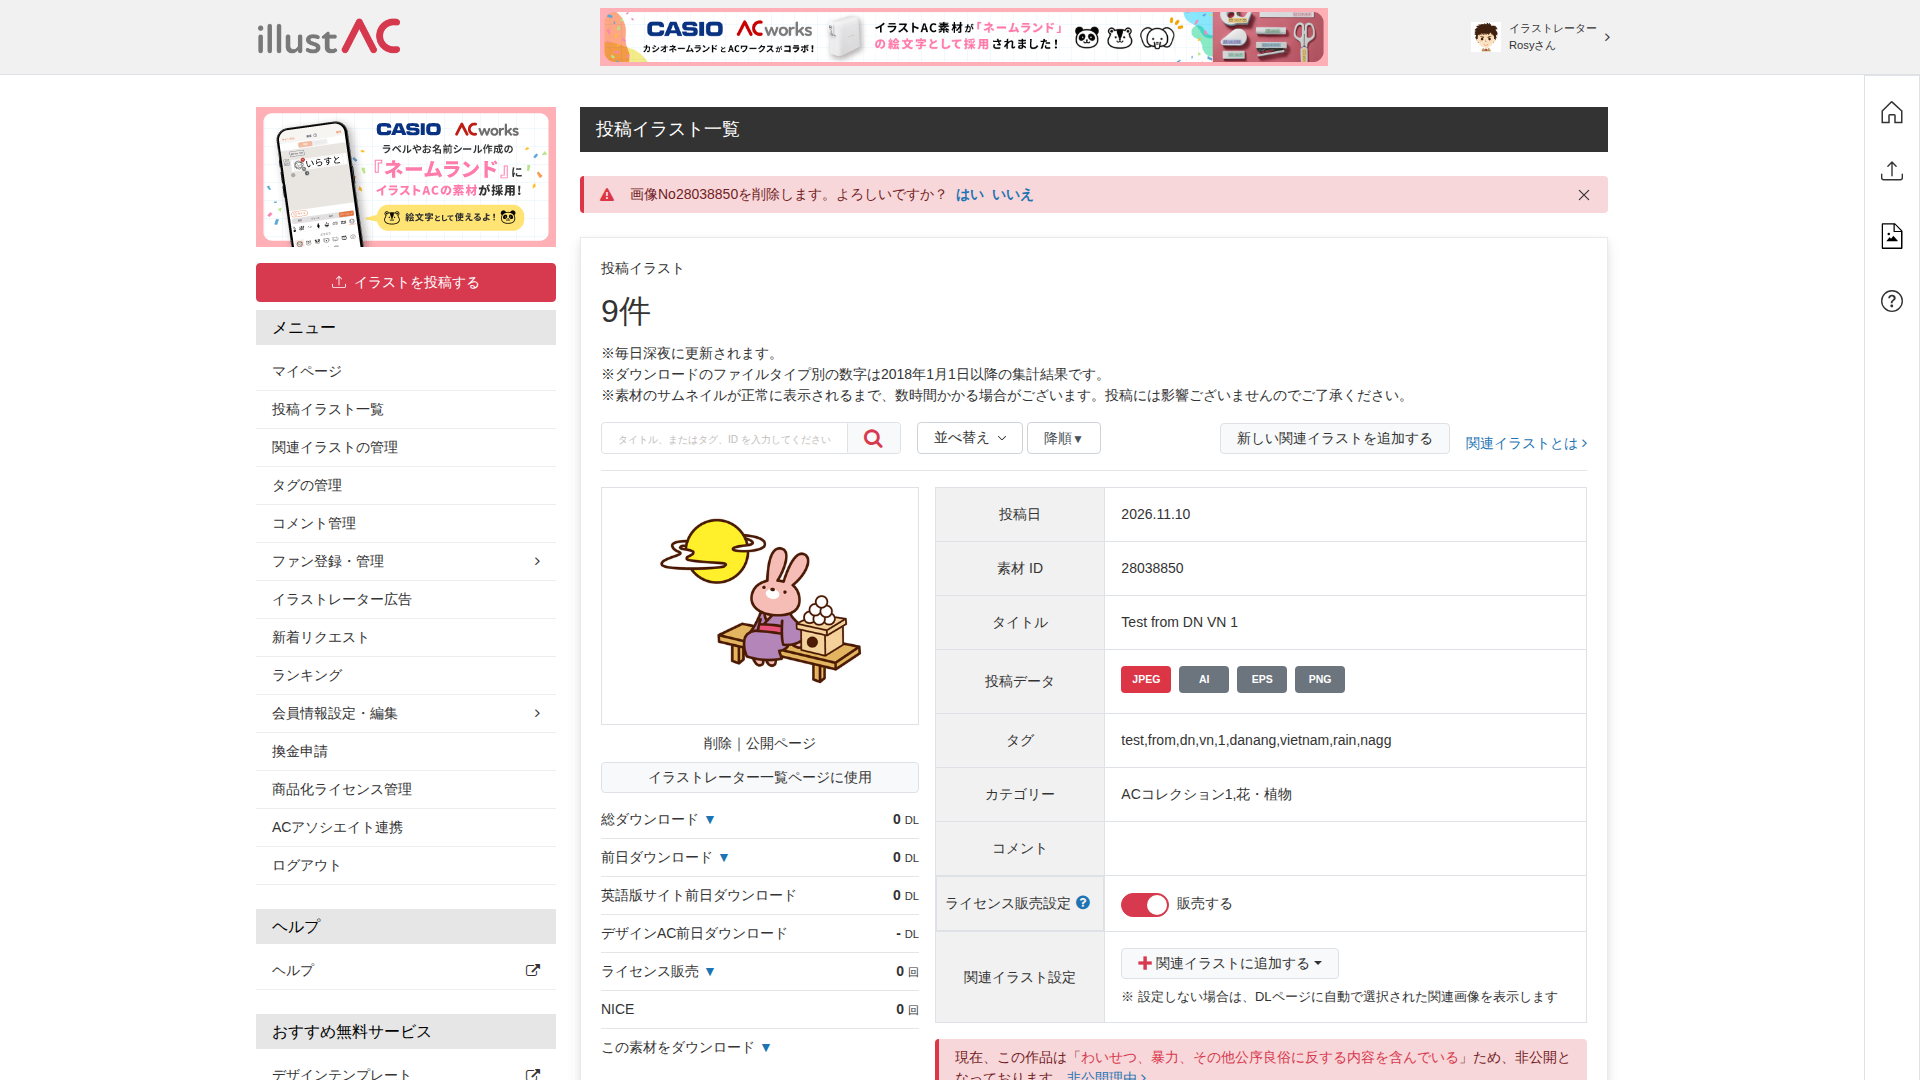 illustAC
CASIO ACworks
カシオネームランドとACワークスがコラボ!
イラストAC素材が「ネームランド」
の絵文字として採用されました!
イラストレーター
Rosyさん
CASIO ACworks
ラベルやお名前シール作成の
『ネームランド』に
イラストACの素材が採用!
絵文字として使えるよ!
いらすと
イラストを投稿する
メニュー
マイページ
投稿イラスト一覧
関連イラストの管理
タグの管理
コメント管理
ファン登録・管理
イラストレーター広告
新着リクエスト
ランキング
会員情報設定・編集
換金申請
商品化ライセンス管理
ACアソシエイト連携
ログアウト
ヘルプ
ヘルプ
おすすめ無料サービス
デザインテンプレート
投稿イラスト一覧
画像No28038850を削除します。よろしいですか？ はい いいえ
投稿イラスト
9件
※毎日深夜に更新されます。
※ダウンロードのファイルタイプ別の数字は2018年1月1日以降の集計結果です。
※素材のサムネイルが正常に表示されるまで、数時間かかる場合がございます。投稿には影響ございませんのでご了承ください。
タイトル、またはタグ、ID を入力してください
並べ替え
降順▼
新しい関連イラストを追加する
関連イラストとは
削除｜公開ページ
イラストレーター一覧ページに使用
総ダウンロード ▼ 0 DL
前日ダウンロード ▼ 0 DL
英語版サイト前日ダウンロード 0 DL
デザインAC前日ダウンロード - DL
ライセンス販売 ▼ 0 回
NICE 0 回
この素材をダウンロード ▼
投稿日 2026.11.10
素材 ID 28038850
タイトル Test from DN VN 1
投稿データ JPEG AI EPS PNG
タグ test,from,dn,vn,1,danang,vietnam,rain,nagg
カテゴリー ACコレクション1,花・植物
コメント
ライセンス販売設定 販売する
関連イラスト設定 関連イラストに追加する
※ 設定しない場合は、DLページに自動で選択された関連画像を表示します
現在、この作品は「わいせつ、暴力、その他公序良俗に反する内容を含んでいる」ため、非公開と
なっております。 非公開理由